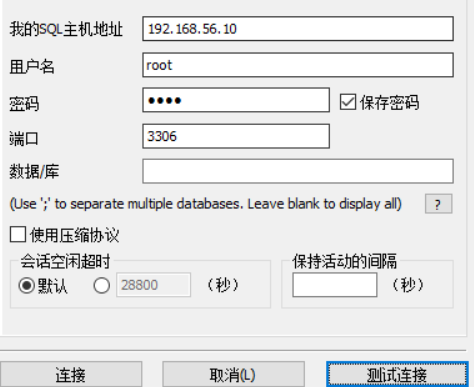 我的SQL主机地址 192.168.56.10
用户名 root
密码 •••• 保存密码
端口 3306
数据/库
(Use ';' to separate multiple databases. Leave blank to display all) ?
使用压缩协议
会话空闲超时 保持活动的间隔
默认 28800 (秒) (秒)
连接 取消(L) 测试连接